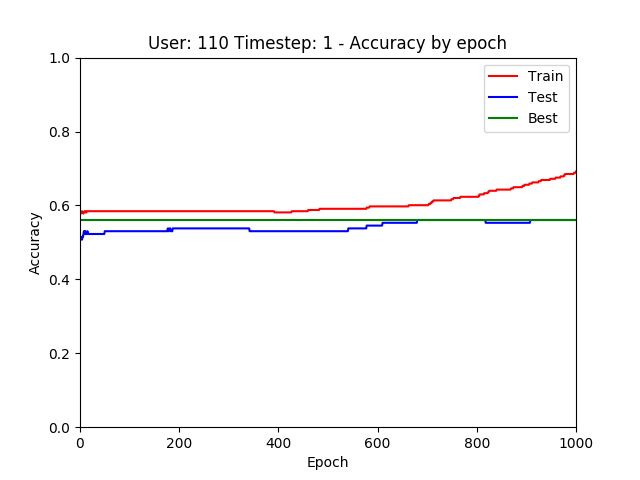 User: 110 Timestep: 1 - Accuracy by epoch
1.0
0.8
0.6
0.4
0.2
0.0
Accuracy
Train
Test
Best
0 200 400 600 800 1000
Epoch